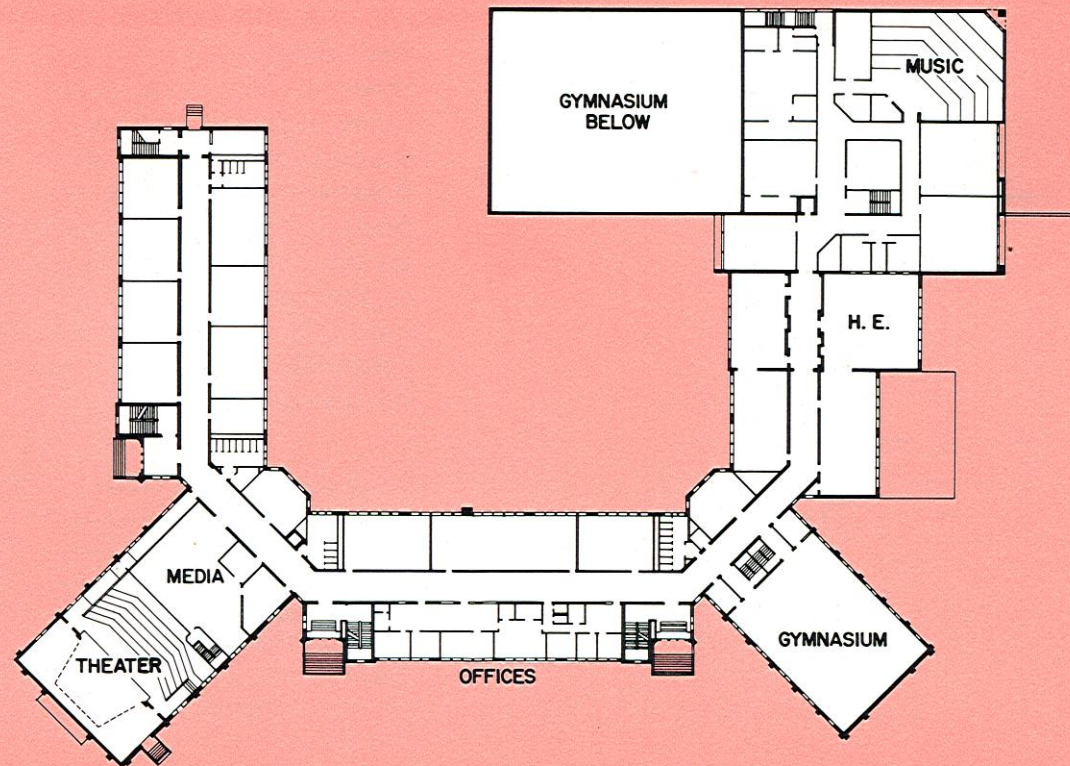 GYMNASIUM
BELOW
MUSIC
H. E.
MEDIA
THEATER
GYMNASIUM
OFFICES